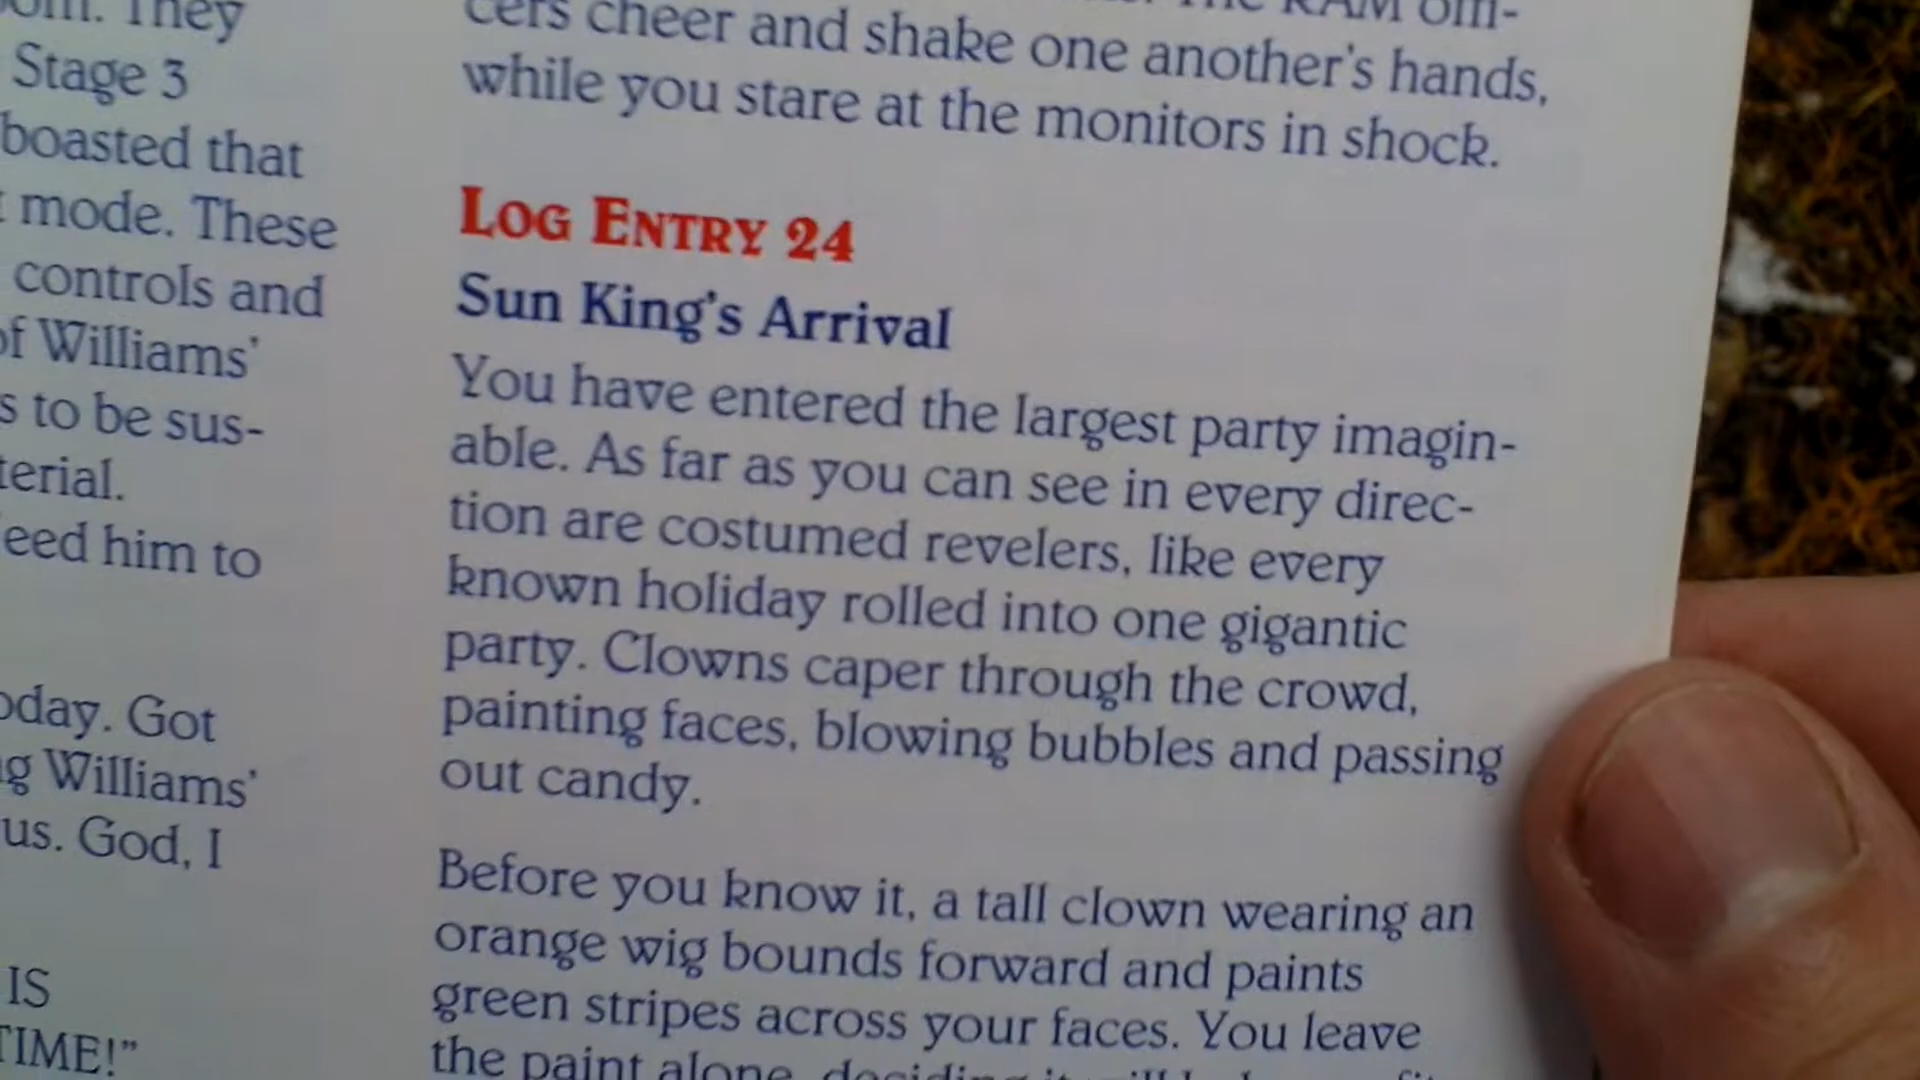 They
Stage 3
boasted that
mode. These
controls and
of Williams'
s to be sus-
terial.
eed him to
oday. Got
g Williams'
us. God, I
IS
TIME!"
cers cheer and shake one another's hands,
while you stare at the monitors in shock.
LOG ENTRY 24
Sun King's Arrival
You have entered the largest party imagin-
able. As far as you can see in every direc-
tion are costumed revelers, like every
known holiday rolled into one gigantic
party. Clowns caper through the crowd,
painting faces, blowing bubbles and passing
out candy.
Before you know it, a tall clown wearing an
orange wig bounds forward and paints
green stripes across your faces. You leave
the paint alone, deciding it